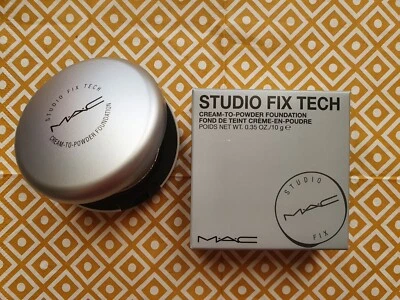 STUDIO FIX TECH
MAC
CREAM-TO-POWDER FOUNDATION
STUDIO FIX TECH
CREAM-TO-POWDER FOUNDATION
FOND DE TEINT CRÈME-EN-POUDRE
POIDS NET WT. 0.35 OZ./10 g ℮
STUDIO
MAC
FIX
MAC